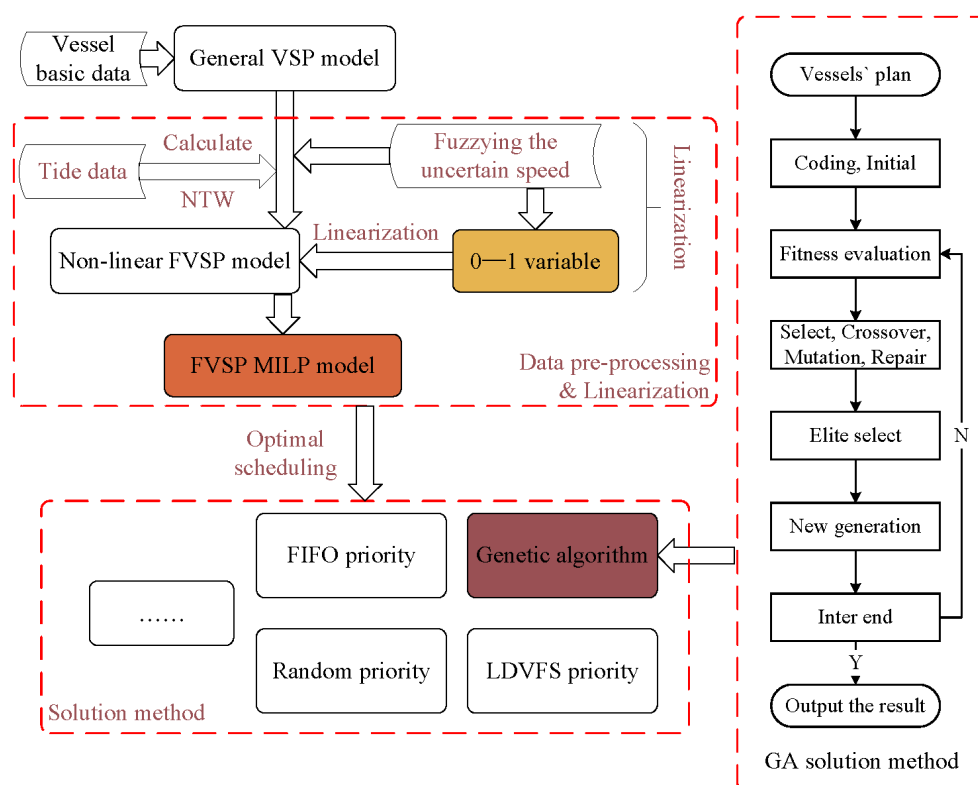 Vessel
basic data
General VSP model
Calculate
Tide data
NTW
Fuzzying the
uncertain speed
Linearization
Linearization
Non-linear FVSP model
0—1 variable
FVSP MILP model
Data pre-processing
& Linearization
Optimal
scheduling
FIFO priority
Genetic algorithm
......
Random priority
LDVFS priority
Solution method
Vessels` plan
Coding, Initial
Fitness evaluation
Select, Crossover,
Mutation, Repair
Elite select
N
New generation
Inter end
Y
Output the result
GA solution method